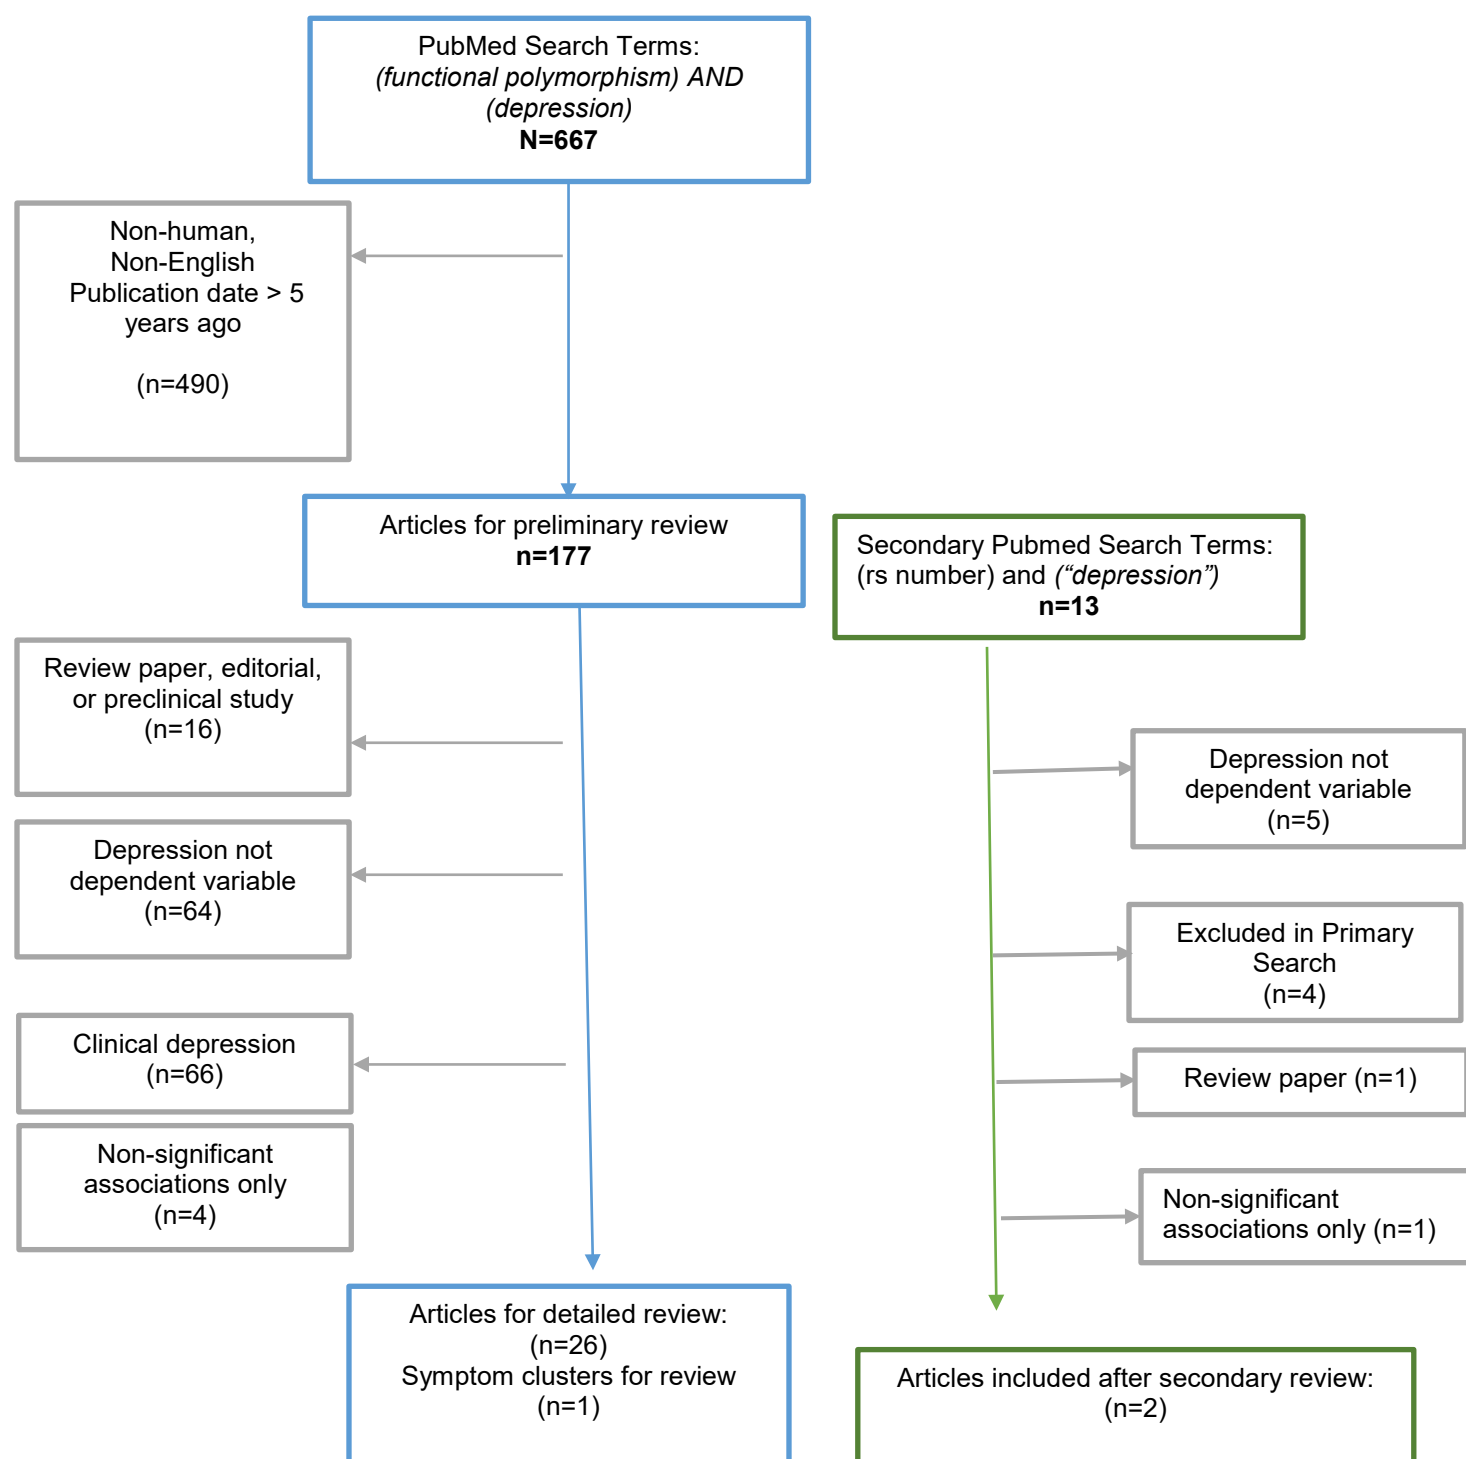 PubMed Search Terms:
(functional polymorphism) AND
(depression)
N=667
Non-human,
Non-English
Publication date > 5
years ago
(n=490)
Articles for preliminary review
n=177
Secondary Pubmed Search Terms:
(rs number) and (“depression”)
n=13
Review paper, editorial,
or preclinical study
(n=16)
Depression not
dependent variable
(n=64)
Clinical depression
(n=66)
Non-significant
associations only
(n=4)
Depression not
dependent variable
(n=5)
Excluded in Primary
Search
(n=4)
Review paper (n=1)
Non-significant
associations only (n=1)
Articles for detailed review:
(n=26)
Symptom clusters for review
(n=1)
Articles included after secondary review:
(n=2)